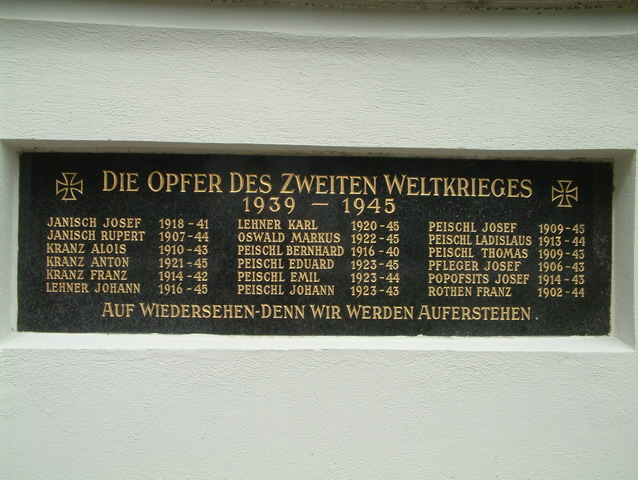 DIE OPFER DES ZWEITEN WELTKRIEGES
1939 - 1945
JANISCH JOSEF 1918-41
JANISCH RUPERT 1907-44
KRANZ ALOIS 1910-43
KRANZ ANTON 1921-45
KRANZ FRANZ 1914-42
LEHNER JOHANN 1916-45
LEHNER KARL 1920-45
OSWALD MARKUS 1922-45
PEISCHL BERNHARD 1916-40
PEISCHL EDUARD 1923-45
PEISCHL EMIL 1923-44
PEISCHL JOHANN 1923-43
PEISCHL JOSEF 1909-45
PEISCHL LADISLAUS 1913-44
PEISCHL THOMAS 1909-43
PFLEGER JOSEF 1906-43
POPOFSITS JOSEF 1914-43
ROTHEN FRANZ 1902-44
AUF WIEDERSEHEN-DENN WIR WERDEN AUFERSTEHEN.